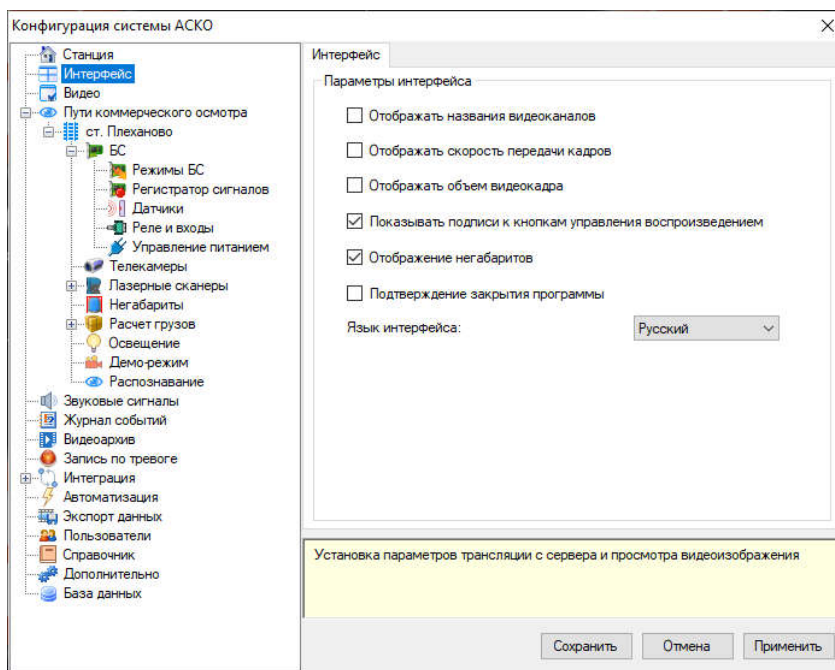 Конфигурация системы АСКО
Станция
Интерфейс
Видео
Пути коммерческого осмотра
ст. Плеханово
БС
Режимы БС
Регистратор сигналов
Датчики
Реле и входы
Управление питанием
Телекамеры
Лазерные сканеры
Негабариты
Расчет грузов
Освещение
Демо-режим
Распознавание
Звуковые сигналы
Журнал событий
Видеоархив
Запись по тревоге
Интеграция
Автоматизация
Экспорт данных
Пользователи
Справочник
Дополнительно
База данных
Интерфейс
Параметры интерфейса
Отображать названия видеоканалов
Отображать скорость передачи кадров
Отображать объем видеокадра
Показывать подписи к кнопкам управления воспроизведением
Отображение негабаритов
Подтверждение закрытия программы
Язык интерфейса: Русский
Установка параметров трансляции с сервера и просмотра видеоизображения
Сохранить Отмена Применить